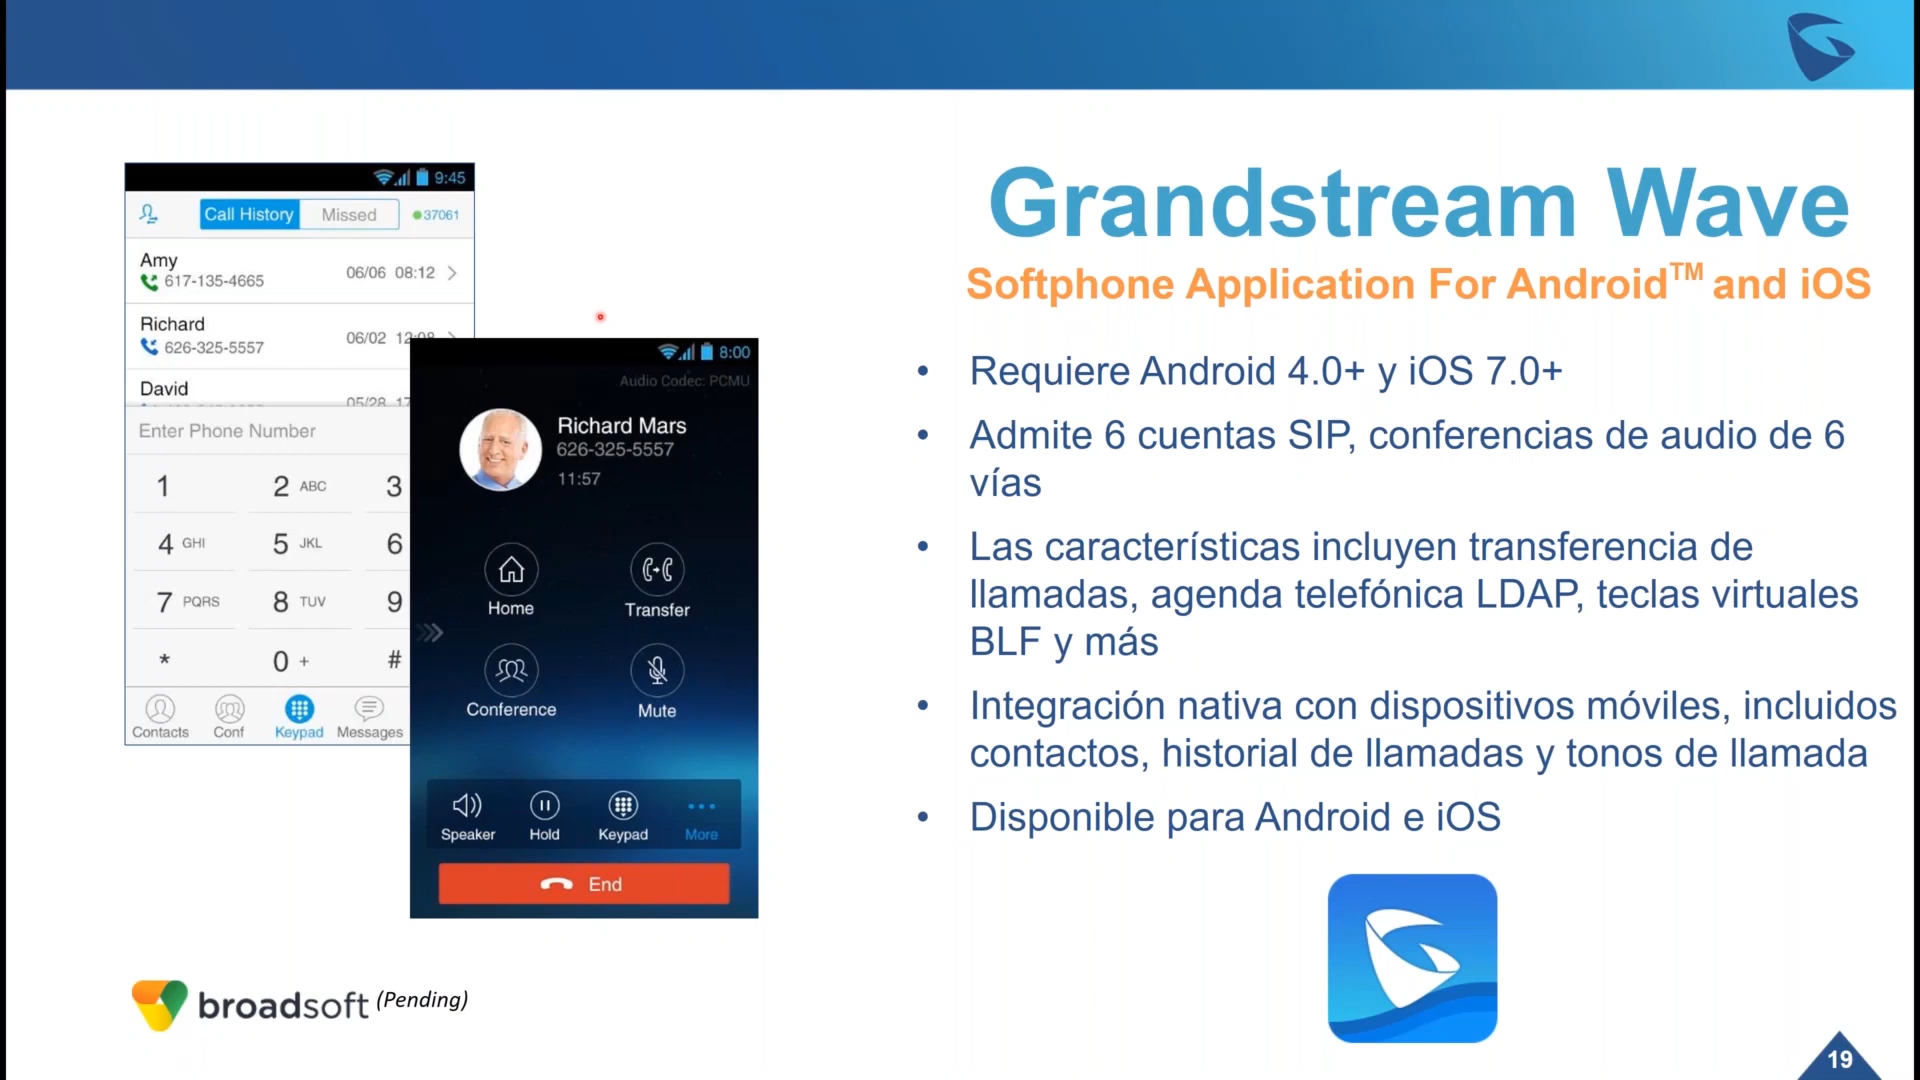 9:45
Call History Missed 37061
Amy
617-135-4665 06/06 08:12
Richard
626-325-5557 06/02
David
05/28
Enter Phone Number
1 2 ABC 3
4 GHI 5 JKL 6
7 PQRS 8 TUV 9
* 0 + #
Contacts Conf Keypad Messages
8:00
Audio Codec: PCMU
Richard Mars
626-325-5557
11:57
Home Transfer
Conference Mute
Speaker Hold Keypad More
End
broadsoft (Pending)
Grandstream Wave
Softphone Application For Android™ and iOS
• Requiere Android 4.0+ y iOS 7.0+
• Admite 6 cuentas SIP, conferencias de audio de 6
vías
• Las características incluyen transferencia de
llamadas, agenda telefónica LDAP, teclas virtuales
BLF y más
• Integración nativa con dispositivos móviles, incluidos
contactos, historial de llamadas y tonos de llamada
• Disponible para Android e iOS
19